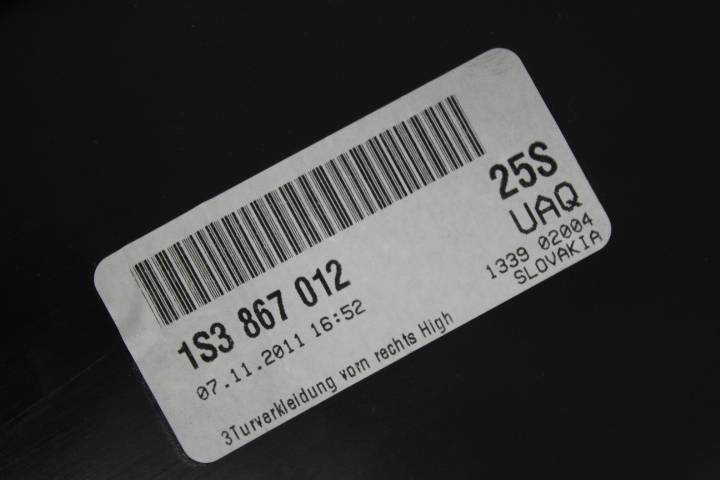 25S
UAQ
1S3 867 012
1339 02004
07.11.2011 16:52
SLOVAKIA
3Turverkleidung vorn rechts High